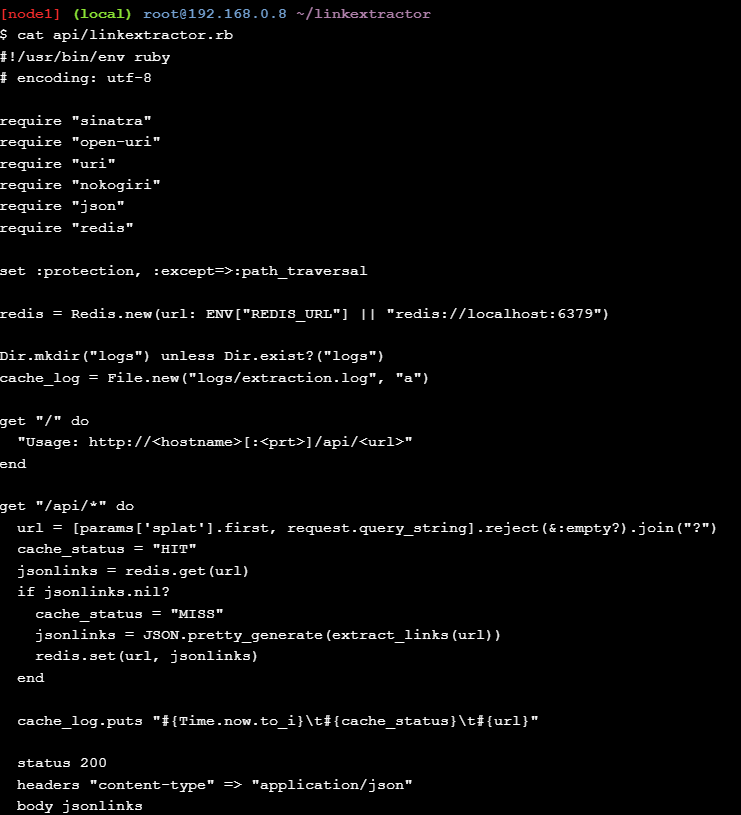 [node1] (local) root@192.168.0.8 ~/linkextractor
$ cat api/linkextractor.rb
#!/usr/bin/env ruby
# encoding: utf-8

require "sinatra"
require "open-uri"
require "uri"
require "nokogiri"
require "json"
require "redis"

set :protection, :except=>:path_traversal

redis = Redis.new(url: ENV["REDIS_URL"] || "redis://localhost:6379")

Dir.mkdir("logs") unless Dir.exist?("logs")
cache_log = File.new("logs/extraction.log", "a")

get "/" do
  "Usage: http://<hostname>[:<prt>]/api/<url>"
end

get "/api/*" do
  url = [params['splat'].first, request.query_string].reject(&:empty?).join("?")
  cache_status = "HIT"
  jsonlinks = redis.get(url)
  if jsonlinks.nil?
    cache_status = "MISS"
    jsonlinks = JSON.pretty_generate(extract_links(url))
    redis.set(url, jsonlinks)
  end

  cache_log.puts "#{Time.now.to_i}\t#{cache_status}\t#{url}"

  status 200
  headers "content-type" => "application/json"
  body jsonlinks